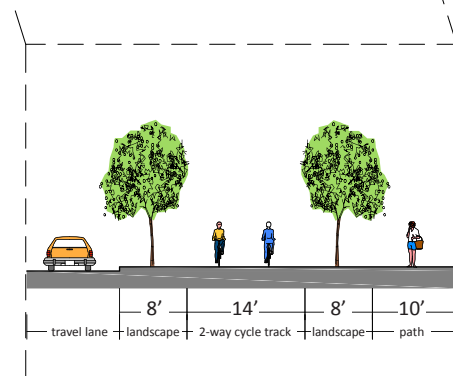 8’ 14’ 8’ 10’
travel lane landscape 2-way cycle track landscape path